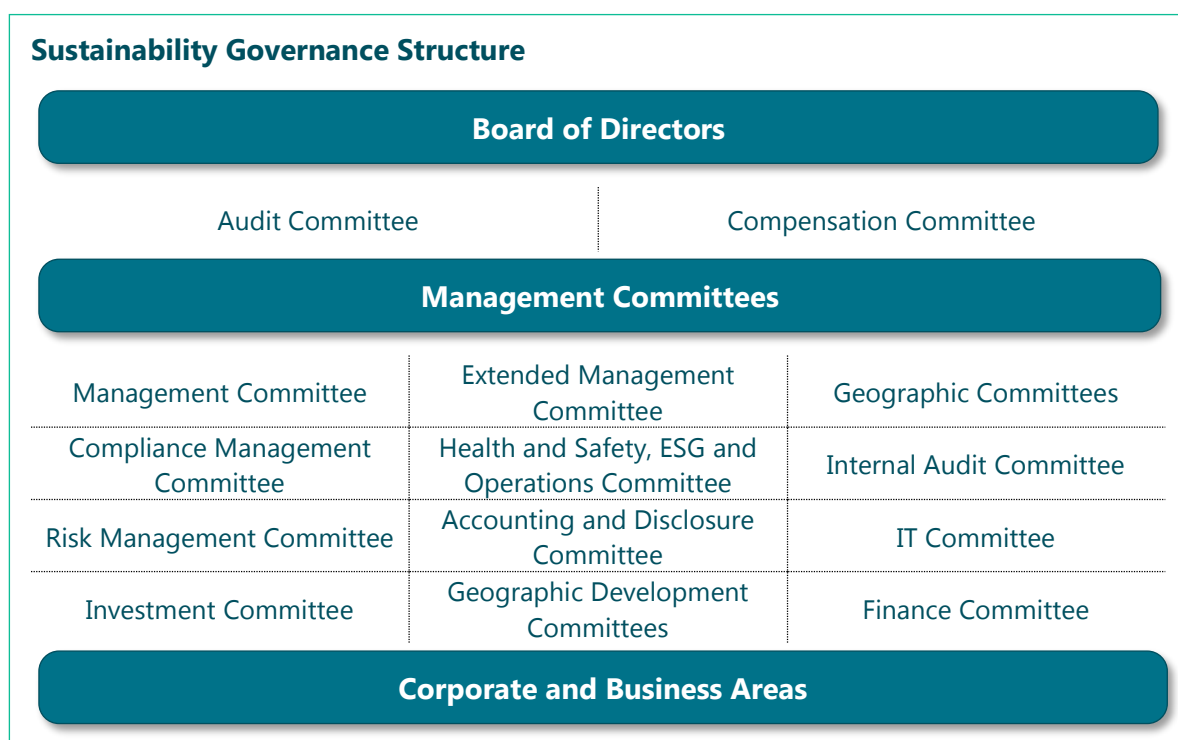 Sustainability Governance Structure
Board of Directors
Audit Committee
Compensation Committee
Management Committees
Management Committee
Extended Management
Committee
Geographic Committees
Compliance Management
Committee
Health and Safety, ESG and
Operations Committee
Internal Audit Committee
Risk Management Committee
Accounting and Disclosure
Committee
IT Committee
Investment Committee
Geographic Development
Committees
Finance Committee
Corporate and Business Areas